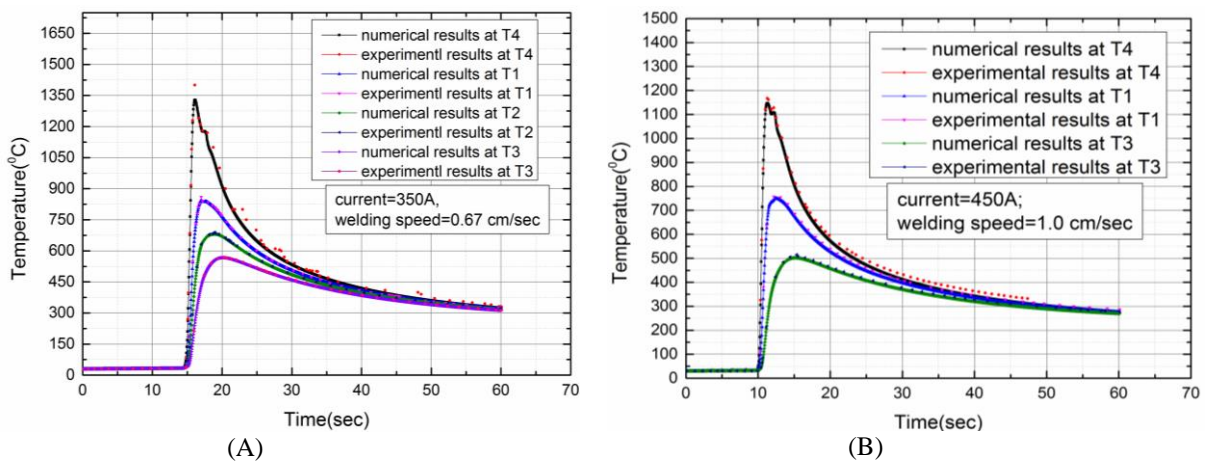 1650
1500
1350
1200
1050
900
750
600
450
300
150
0
Temperature(⁰C)
numerical results at T4
experimentl results at T4
numerical results at T1
experimentl results at T1
numerical results at T2
experimentl results at T2
numerical results at T3
experimentl results at T3
current=350A,
welding speed=0.67 cm/sec
0 10 20 30 40 50 60 70
Time(sec)
(A)
1500
1400
1300
1200
1100
1000
900
800
700
600
500
400
300
200
100
0
Temperature(⁰C)
numerical results at T4
experimental results at T4
numerical results at T1
experimental results at T1
numerical results at T3
experimental results at T3
current=450A;
welding speed=1.0 cm/sec
0 10 20 30 40 50 60 70
Time(sec)
(B)